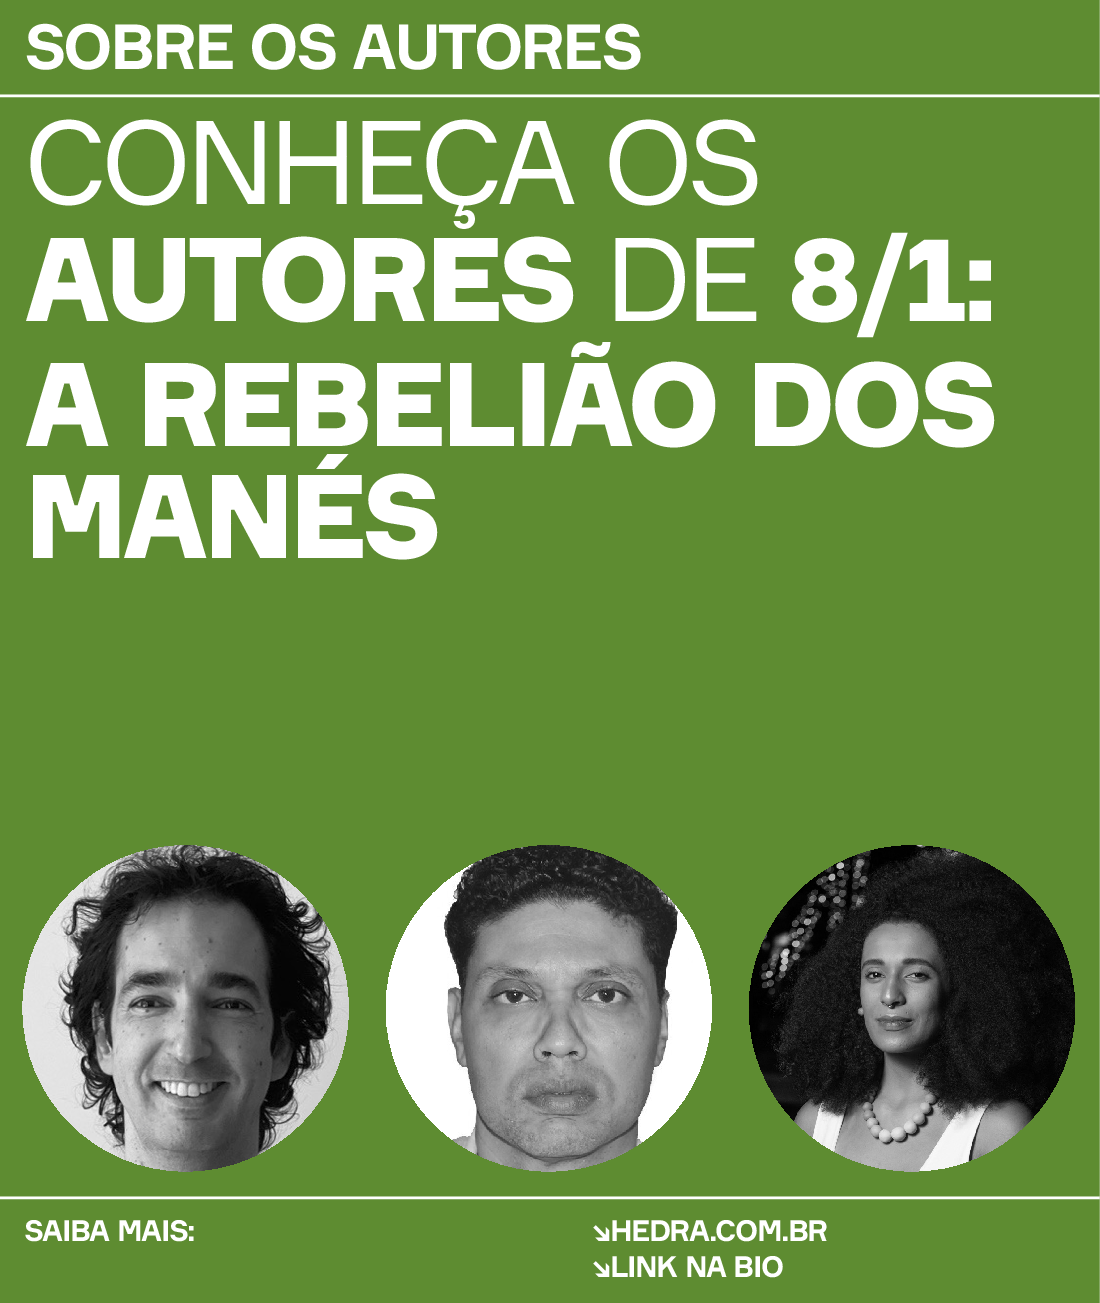 SOBRE OS AUTORES
CONHEÇA OS
AUTORES DE 8/1:
A REBELIÃO DOS
MANÉS
SAIBA MAIS:
↘HEDRA.COM.BR
↘LINK NA BIO